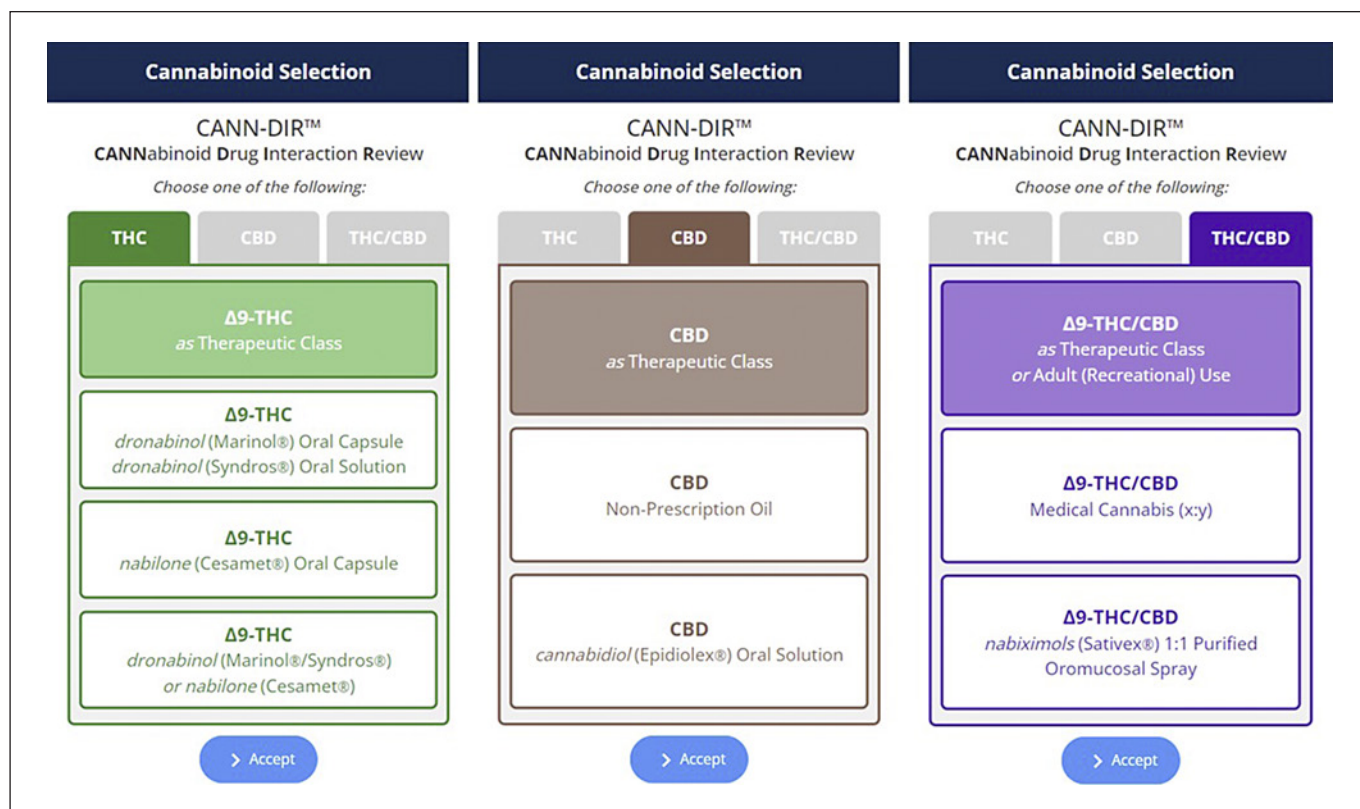 Cannabinoid Selection
CANN-DIR™
CANNabinoid Drug Interaction Review
Choose one of the following:
THC
CBD
THC/CBD
Δ9-THC
as Therapeutic Class
Δ9-THC
dronabinol (Marinol®) Oral Capsule
dronabinol (Syndros®) Oral Solution
Δ9-THC
nabilone (Cesamet®) Oral Capsule
Δ9-THC
dronabinol (Marinol®/Syndros®)
or nabilone (Cesamet®)
> Accept
Cannabinoid Selection
CANN-DIR™
CANNabinoid Drug Interaction Review
Choose one of the following:
THC
CBD
THC/CBD
CBD
as Therapeutic Class
CBD
Non-Prescription Oil
CBD
cannabidiol (Epidiolex®) Oral Solution
> Accept
Cannabinoid Selection
CANN-DIR™
CANNabinoid Drug Interaction Review
Choose one of the following:
THC
CBD
THC/CBD
Δ9-THC/CBD
as Therapeutic Class
or Adult (Recreational) Use
Δ9-THC/CBD
Medical Cannabis (x:y)
Δ9-THC/CBD
nabiximols (Sativex®) 1:1 Purified
Oromucosal Spray
> Accept